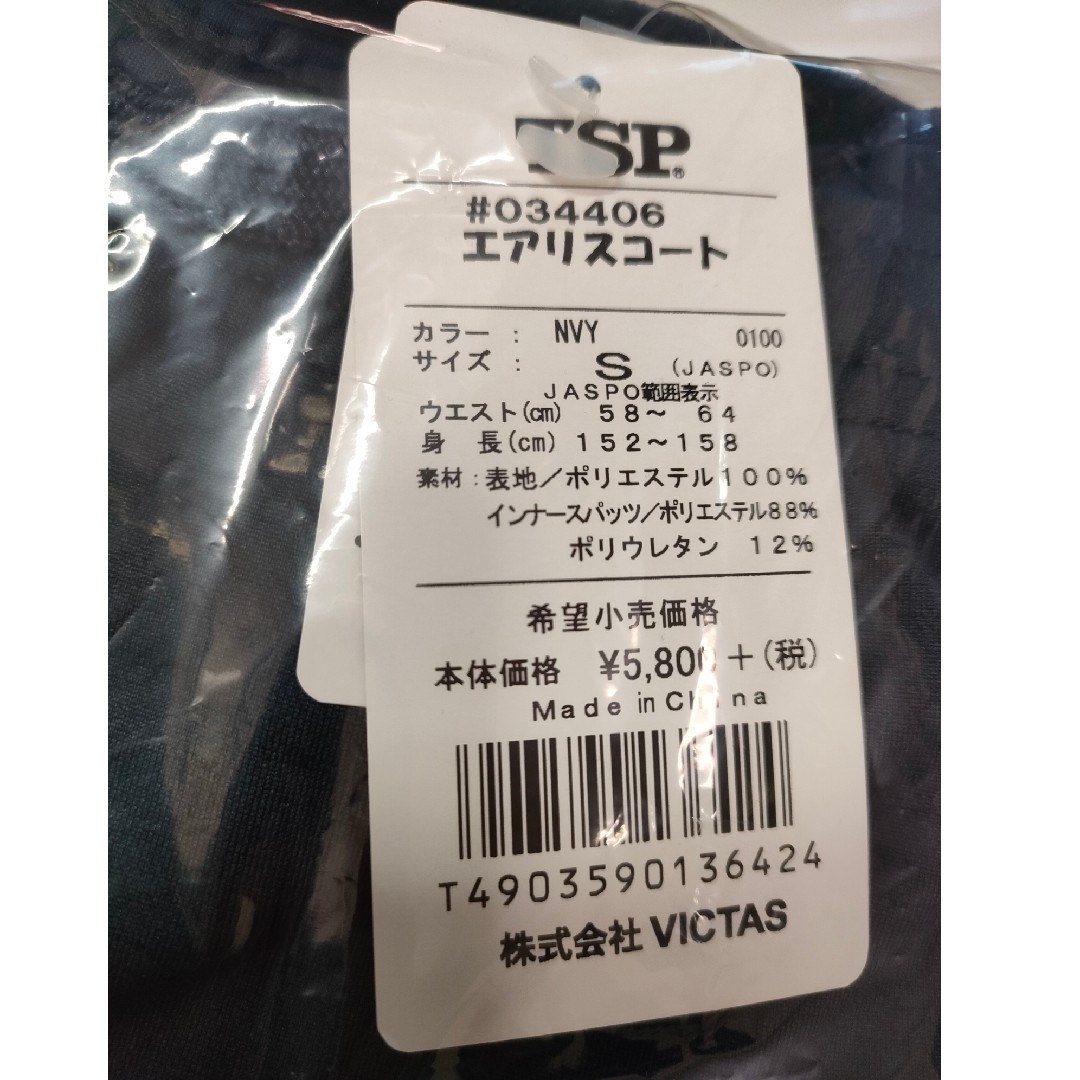 TSP®
#034406
エアリスコート
カラー : NVY 0100
サイズ : S (JASPO)
JASPO範囲表示
ウエスト(cm) 58～ 64
身 長(cm) 152～158
素材:表地/ポリエステル100%
インナースパッツ/ポリエステル88%
ポリウレタン 12%
希望小売価格
本体価格 ¥5,800+(税)
Made in China
T4903590136424
株式会社 VICTAS